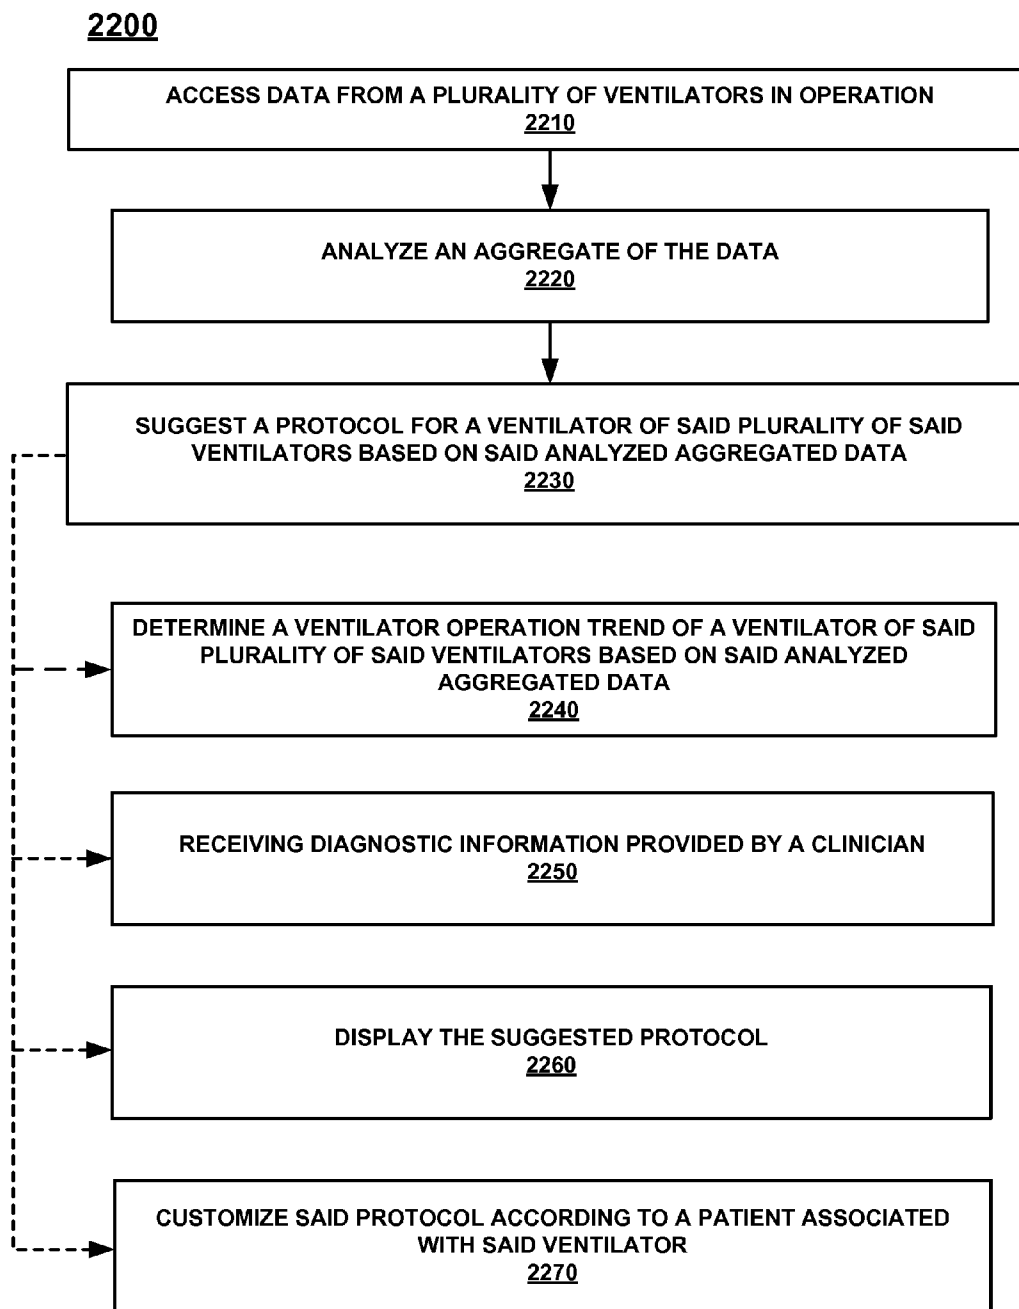 2200
ACCESS DATA FROM A PLURALITY OF VENTILATORS IN OPERATION
2210
ANALYZE AN AGGREGATE OF THE DATA
2220
SUGGEST A PROTOCOL FOR A VENTILATOR OF SAID PLURALITY OF SAID
VENTILATORS BASED ON SAID ANALYZED AGGREGATED DATA
2230
DETERMINE A VENTILATOR OPERATION TREND OF A VENTILATOR OF SAID
PLURALITY OF SAID VENTILATORS BASED ON SAID ANALYZED
AGGREGATED DATA
2240
RECEIVING DIAGNOSTIC INFORMATION PROVIDED BY A CLINICIAN
2250
DISPLAY THE SUGGESTED PROTOCOL
2260
CUSTOMIZE SAID PROTOCOL ACCORDING TO A PATIENT ASSOCIATED
WITH SAID VENTILATOR
2270